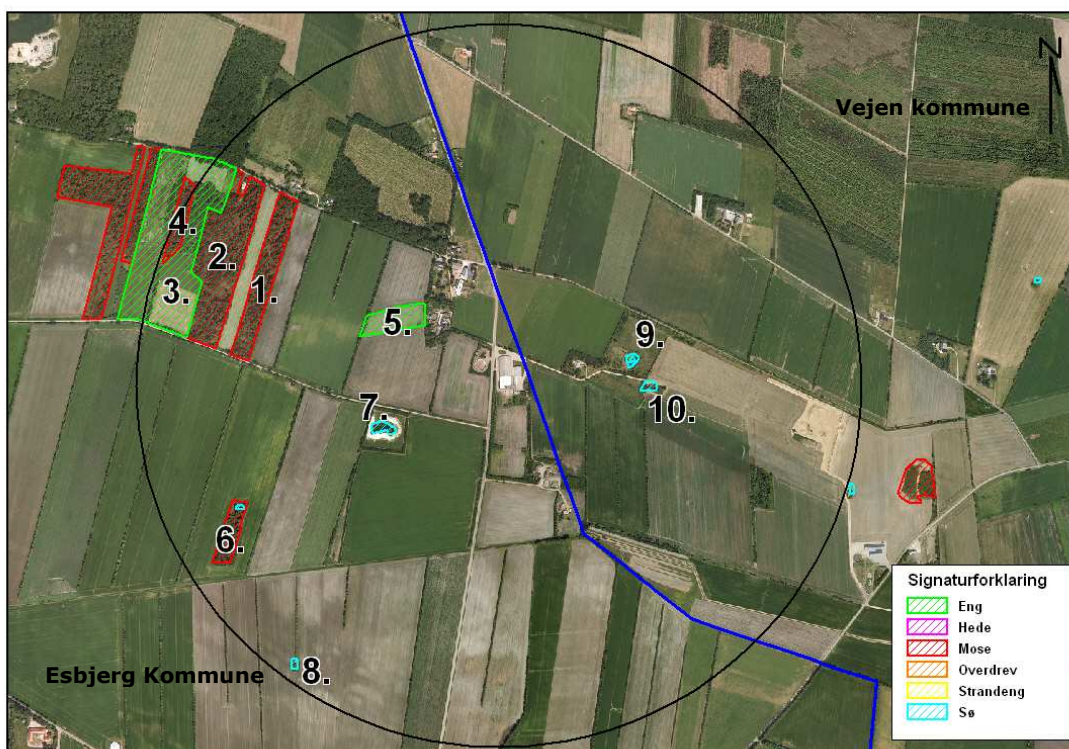 N
Vejen kommune
4.
2.
3.
1.
5.
9.
10.
7.
6.
8.
Esbjerg Kommune
Signaturforklaring
Eng
Hede
Mose
Overdrev
Strandeng
Sø